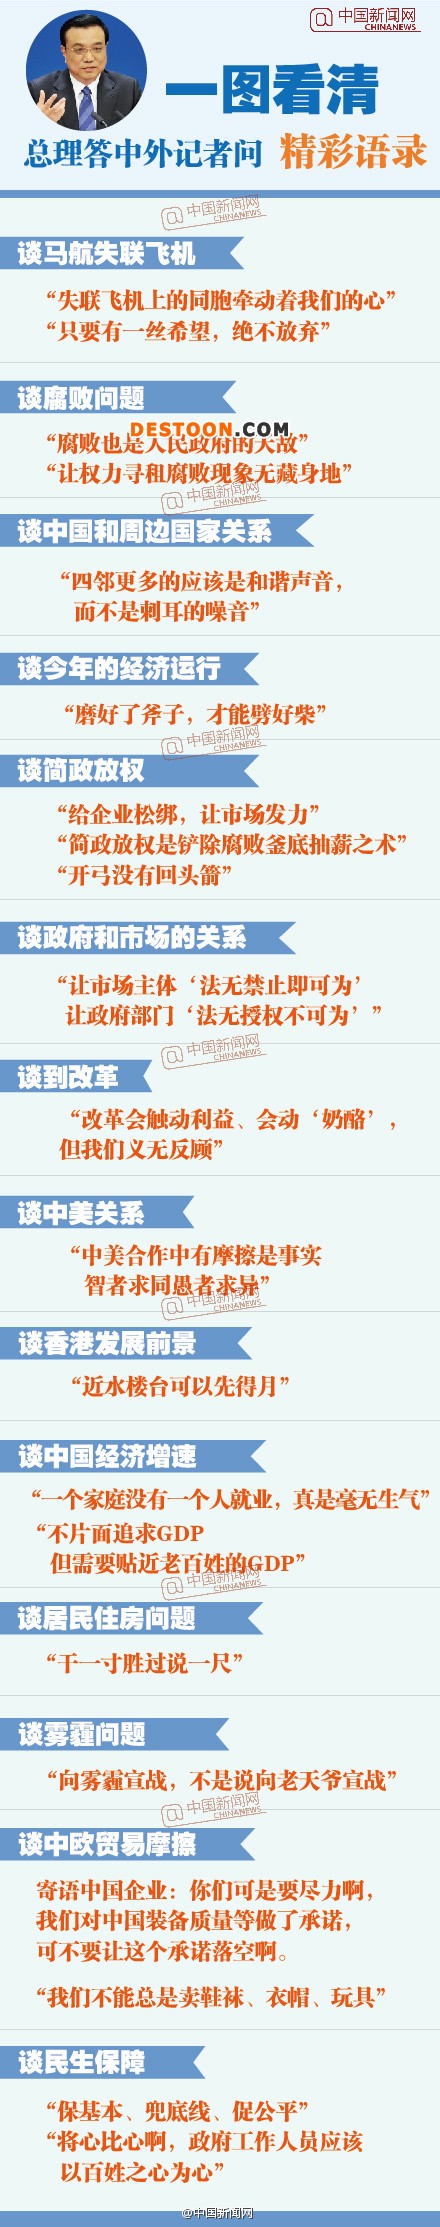 中国新闻网
CHINANEWS
一图看清
总理答中外记者问 精彩语录
中国新闻网
CHINANEWS
谈马航失联飞机
“失联飞机上的同胞牵动着我们的心”
“只要有一丝希望，绝不放弃”
谈腐败问题
DESTOON.COM
“腐败也是人民政府的天敌”
“让权力寻租腐败现象无藏身地”
中国新闻网
CHINANEWS
谈中国和周边国家关系
“四邻更多的应该是和谐声音，
而不是刺耳的噪音”
谈今年的经济运行
“磨好了斧子，才能劈好柴”
中国新闻网
CHINANEWS
谈简政放权
“给企业松绑，让市场发力”
“简政放权是铲除腐败釜底抽薪之术”
“开弓没有回头箭”
谈政府和市场的关系
“让市场主体‘法无禁止即可为’
让政府部门‘法无授权不可为’”
中国新闻网
CHINANEWS
谈到改革
“改革会触动利益、会动‘奶酪’，
但我们义无反顾”
谈中美关系
“中美合作中有摩擦是事实
智者求同愚者求异”
中国新闻网
CHINANEWS
谈香港发展前景
“近水楼台可以先得月”
谈中国经济增速
“一个家庭没有一个人就业，真是毫无生气”
“不片面追求GDP
但需要贴近老百姓的GDP”
中国新闻网
CHINANEWS
谈居民住房问题
“干一寸胜过说一尺”
谈雾霾问题
“向雾霾宣战，不是说向老天爷宣战”
中国新闻网
CHINANEWS
谈中欧贸易摩擦
寄语中国企业：你们可是要尽力啊，
我们对中国装备质量等做了承诺，
可不要让这个承诺落空啊。
“我们不能总是卖鞋袜、衣帽、玩具”
谈民生保障
“保基本、兜底线、促公平”
“将心比心啊，政府工作人员应该
以百姓之心为心”
@中国新闻网